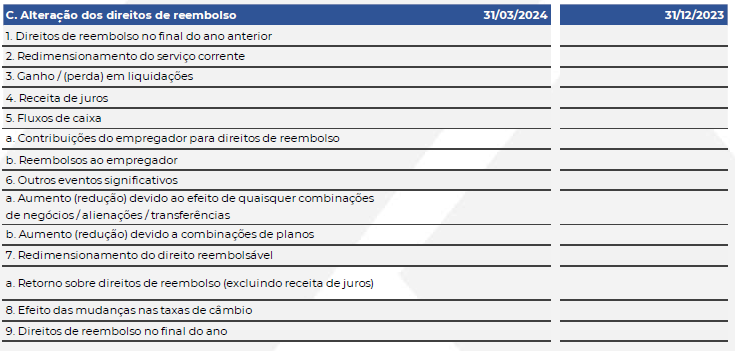 C. Alteração dos direitos de reembolso 31/03/2024 31/12/2023
1. Direitos de reembolso no final do ano anterior
2. Redimensionamento do serviço corrente
3. Ganho / (perda) em liquidações
4. Receita de juros
5. Fluxos de caixa
a. Contribuições do empregador para direitos de reembolso
b. Reembolsos ao empregador
6. Outros eventos significativos
a. Aumento (redução) devido ao efeito de quaisquer combinações
de negócios / alienações / transferências
b. Aumento (redução) devido a combinações de planos
7. Redimensionamento do direito reembolsável
a. Retorno sobre direitos de reembolso (excluindo receita de juros)
8. Efeito das mudanças nas taxas de câmbio
9. Direitos de reembolso no final do ano